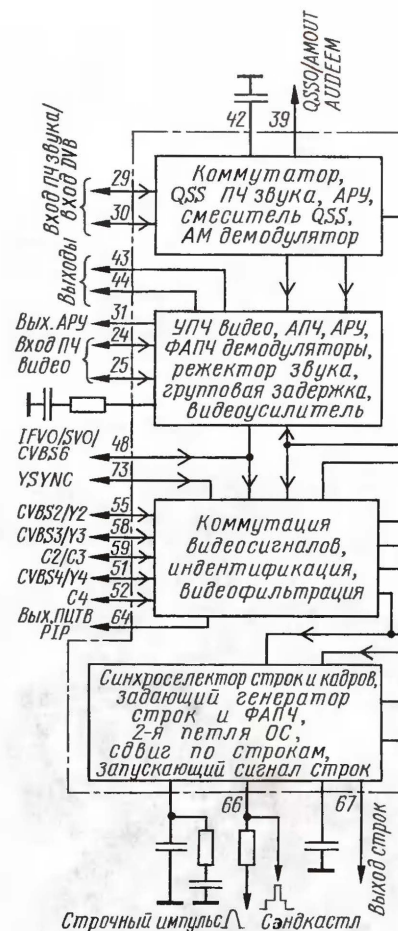 QSSO/AMOUT
AUDEEM
42
39
Вход ПЧ звука/
вход DVB
29
30
Коммутатор,
QSS ПЧ звука, АРУ,
смеситель QSS,
АМ демодулятор
Выходы
43
44
Вых. АРУ
31
Вход ПЧ
видео
24
25
УПЧ видео, АПЧ, АРУ,
ФАПЧ демодуляторы,
режектор звука,
групповая задержка,
видеоусилитель
IFVO/SVO/
CVBS6
48
YSYNC
73
CVBS2/Y2
55
CVBS3/Y3
58
C2/C3
59
CVBS4/Y4
51
C4
52
Вых. ПЦТВ
PIP
64
Коммутация
видеосигналов,
индентификация,
видеофильтрация
Синхроселектор строк и кадров,
задающий генератор
строк и ФАПЧ,
2-я петля ОС,
сдвиг по строкам,
запускающий сигнал строк
66
67
Выход строк
Строчный импульс
Сэндкастл